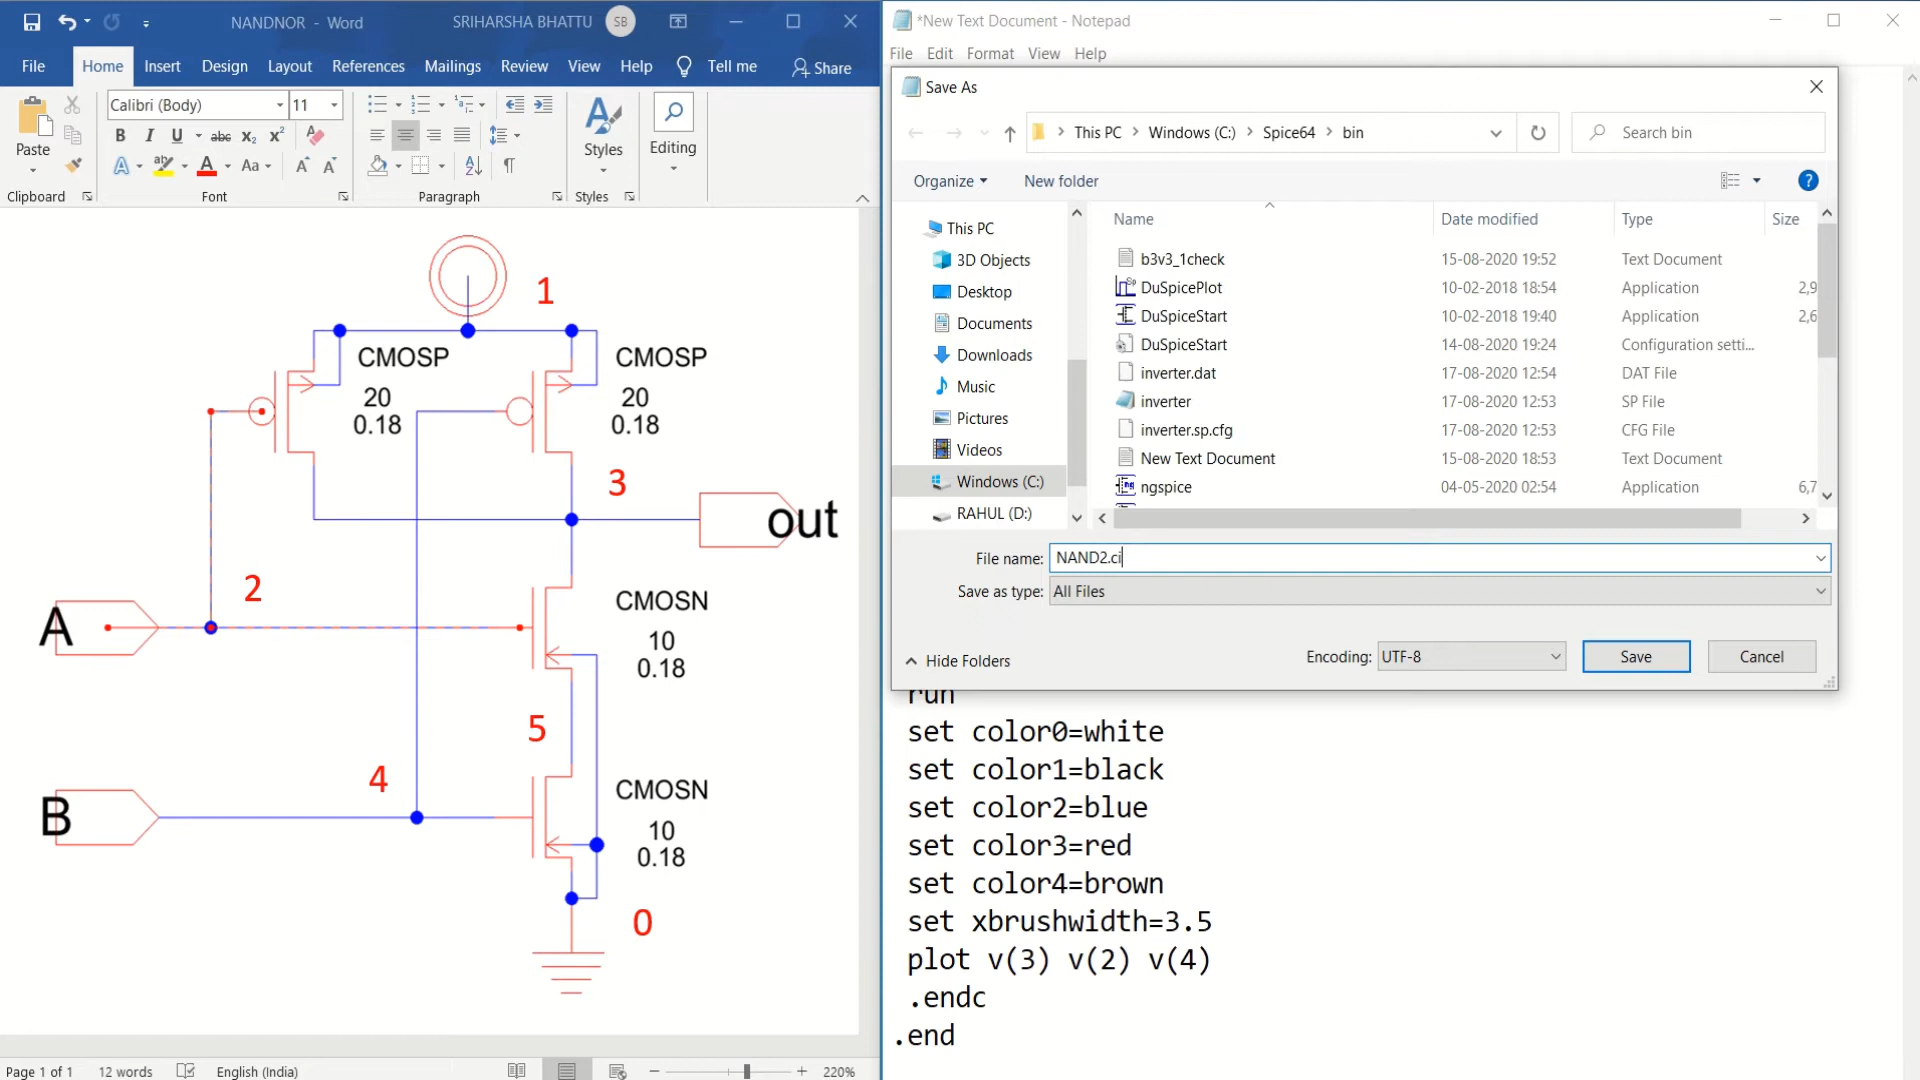 NANDNOR - Word
SRIHARSHA BHATTU SB
File Home Insert Design Layout References Mailings Review View Help Tell me Share
Calibri (Body) 11
Paste
B I U abc x₂ x²
Aa
Styles
Editing
Clipboard Font Paragraph Styles
1
CMOSP
20
0.18
CMOSP
20
0.18
3
out
2
A
CMOSN
10
0.18
5
4
B
CMOSN
10
0.18
0
Page 1 of 1 12 words English (India) 220%
*New Text Document - Notepad
File Edit Format View Help
Save As
This PC Windows (C:) Spice64 bin
Search bin
Organize New folder
This PC
3D Objects
Desktop
Documents
Downloads
Music
Pictures
Videos
Windows (C:)
RAHUL (D:)
Name Date modified Type Size
b3v3_1check 15-08-2020 19:52 Text Document
DuSpicePlot 10-02-2018 18:54 Application 2,9
DuSpiceStart 10-02-2018 19:40 Application 2,6
DuSpiceStart 14-08-2020 19:24 Configuration setti...
inverter.dat 17-08-2020 12:54 DAT File
inverter 17-08-2020 12:53 SP File
inverter.sp.cfg 17-08-2020 12:53 CFG File
New Text Document 15-08-2020 18:53 Text Document
ngspice 04-05-2020 02:54 Application 6,7
File name: NAND2.ci
Save as type: All Files
Hide Folders
Encoding: UTF-8 Save Cancel
run
set color0=white
set color1=black
set color2=blue
set color3=red
set color4=brown
set xbrushwidth=3.5
plot v(3) v(2) v(4)
.endc
.end